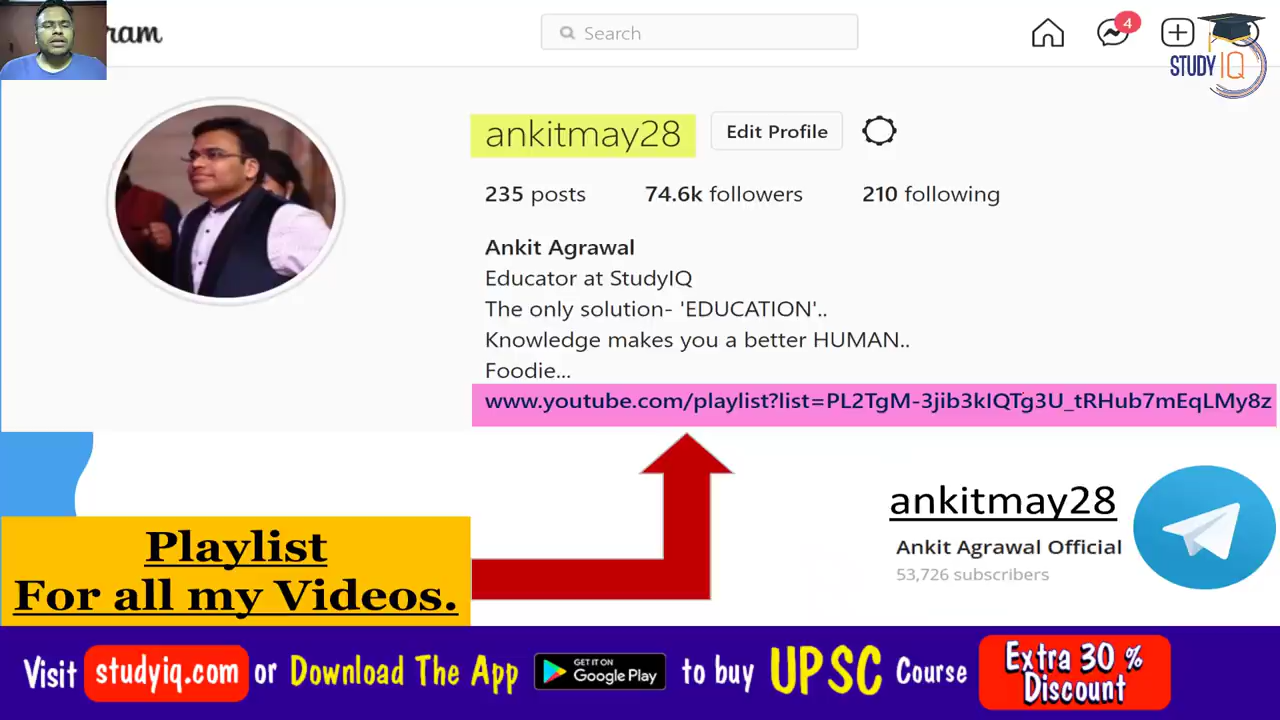 ram
Search
4
STUDY IQ
ankitmay28
Edit Profile
235 posts 74.6k followers 210 following
Ankit Agrawal
Educator at StudyIQ
The only solution- 'EDUCATION'..
Knowledge makes you a better HUMAN..
Foodie...
www.youtube.com/playlist?list=PL2TgM-3jib3kIQTg3U_tRHub7mEqLMy8z
ankitmay28
Ankit Agrawal Official
53,726 subscribers
Playlist
For all my Videos.
Visit studyiq.com or Download The App GET IT ON Google Play to buy UPSC Course Extra 30 % Discount